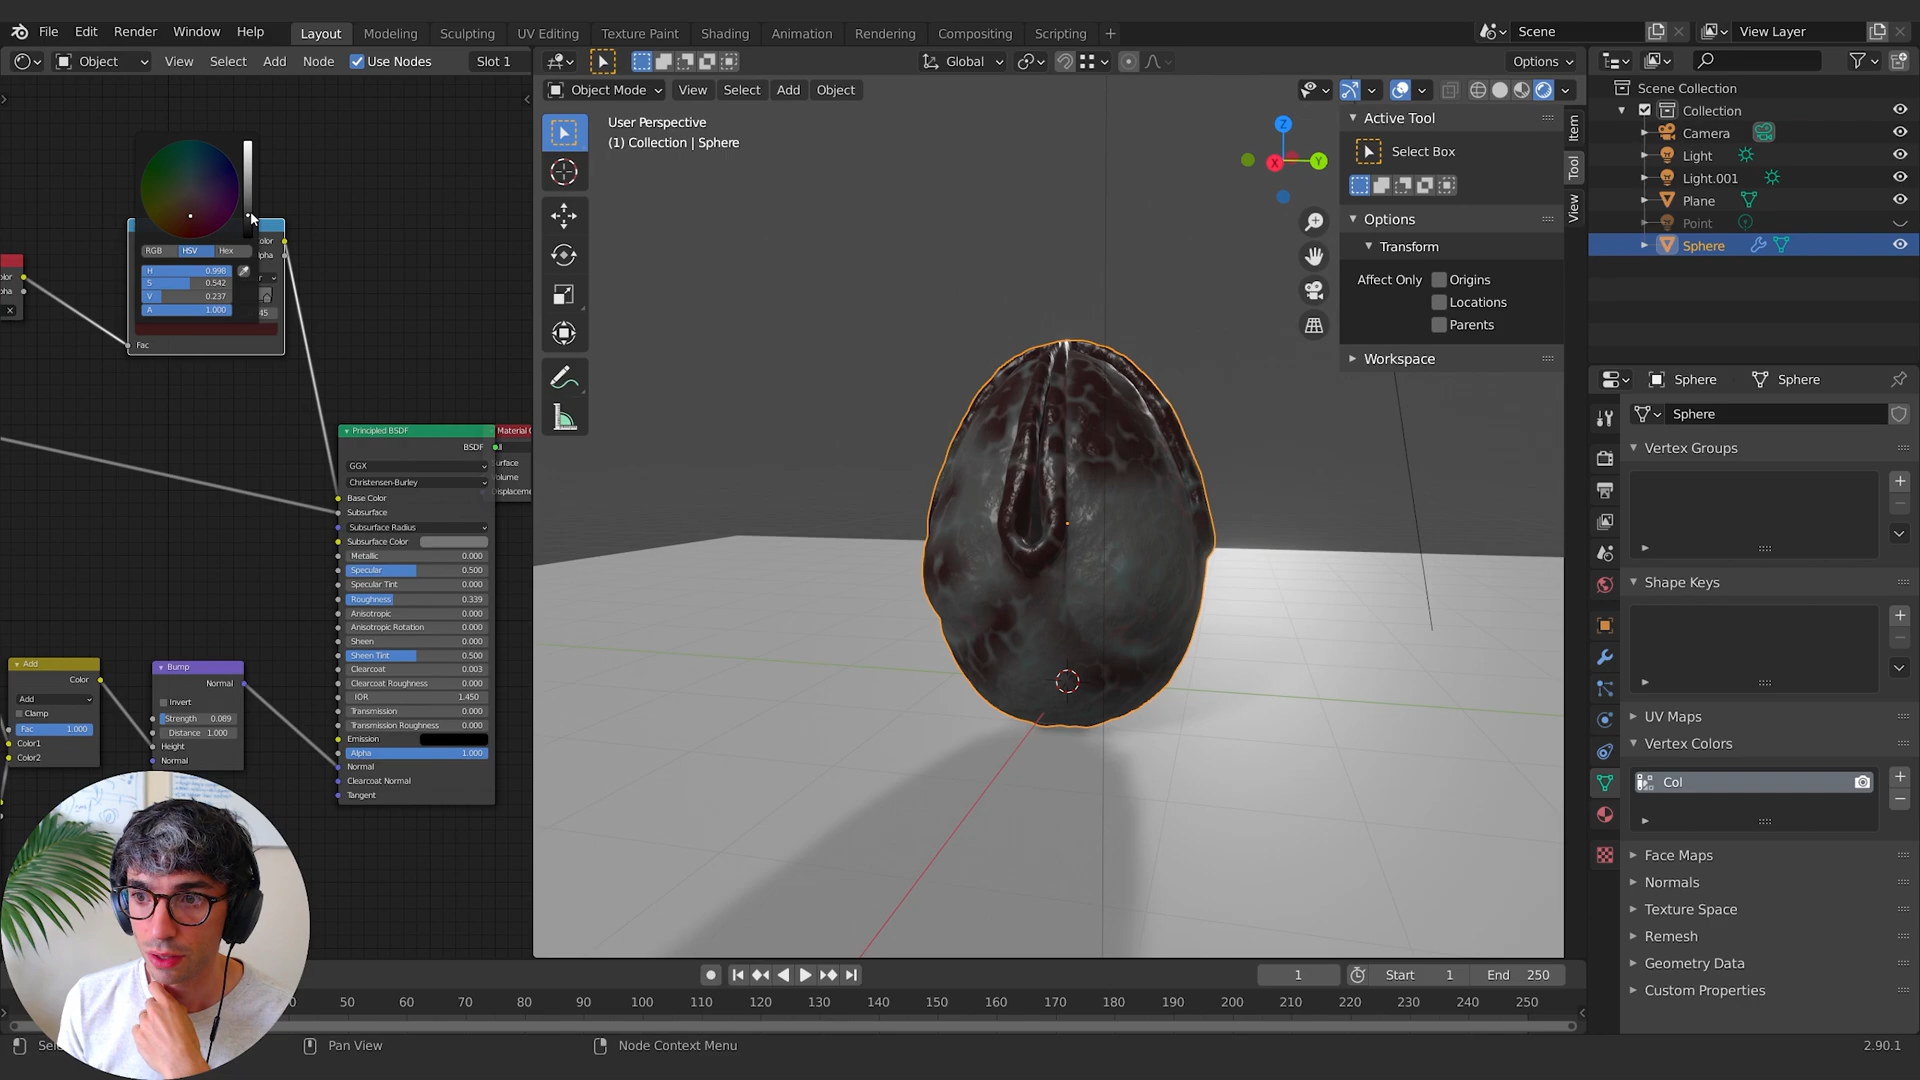 File Edit Render Window Help Layout Modeling Sculpting UV Editing Texture Paint Shading Animation Rendering Compositing Scripting + Scene View Layer
Object View Select Add Node Use Nodes Slot 1 Global Options
Object Mode View Select Add Object
User Perspective
(1) Collection | Sphere
Z
X
Y
Active Tool
Select Box
Options
Transform
Affect Only Origins
Locations
Parents
Workspace
Item
Tool
View
Scene Collection
Collection
Camera
Light
Light.001
Plane
Point
Sphere
RGB HSV Hex
H 0.998
S 0.542
V 0.237
A 1.000
45
Fac
Principled BSDF
BSDF
GGX
Christensen-Burley
Base Color
Subsurface
Subsurface Radius
Subsurface Color
Metallic 0.000
Specular 0.500
Specular Tint 0.000
Roughness 0.339
Anisotropic 0.000
Anisotropic Rotation 0.000
Sheen 0.000
Sheen Tint 0.500
Clearcoat 0.003
Clearcoat Roughness 0.000
IOR 1.450
Transmission 0.000
Transmission Roughness 0.000
Emission
Alpha 1.000
Normal
Clearcoat Normal
Tangent
Add
Color
Add
Clamp
Fac 1.000
Color1
Color2
Bump
Normal
Invert
Strength 0.089
Distance 1.000
Height
Normal
Sphere Sphere
Sphere
Vertex Groups
Shape Keys
UV Maps
Vertex Colors
Col
Face Maps
Normals
Texture Space
Remesh
Geometry Data
Custom Properties
1 Start 1 End 250
50 60 70 80 90 100 110 120 130 140 150 160 170 180 190 200 210 220 230 240 250
Pan View Node Context Menu 2.90.1